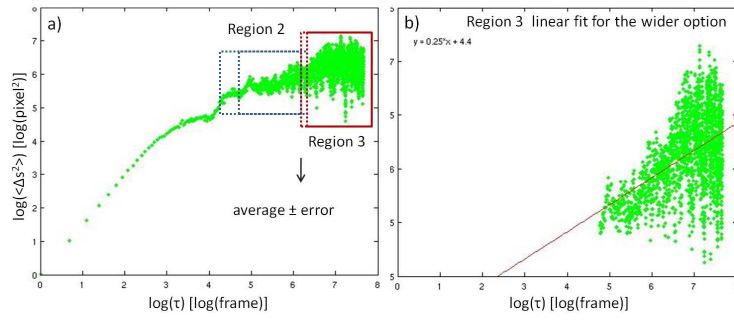 a)
Region 2
Region 3
average ± error
8
7
6
5
4
3
2
1
0
log(<Δs²>) [log(pixel²)]
0 1 2 3 4 5 6 7 8
log(τ) [log(frame)]
b)
Region 3 linear fit for the wider option
y = 0.25*x + 4.4
5
7
5
6
5
5
0 1 2 3 4 5 6 7
log(τ) [log(frame)]